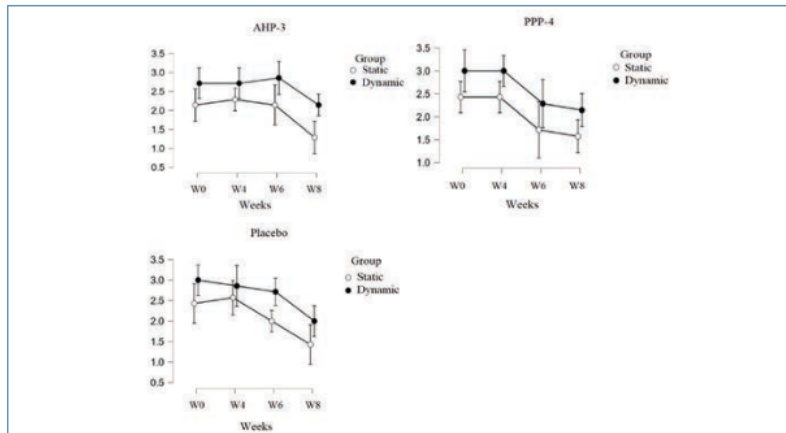 AHP-3
3.5
3.0
2.5
2.0
1.5
1.0
0.5
W0 W4 W6 W8
Weeks
Group
Static
Dynamic
PPP-4
3.5
3.0
2.5
2.0
1.5
1.0
W0 W4 W6 W8
Weeks
Group
Static
Dynamic
Placebo
3.5
3.0
2.5
2.0
1.5
1.0
0.5
W0 W4 W6 W8
Weeks
Group
Static
Dynamic